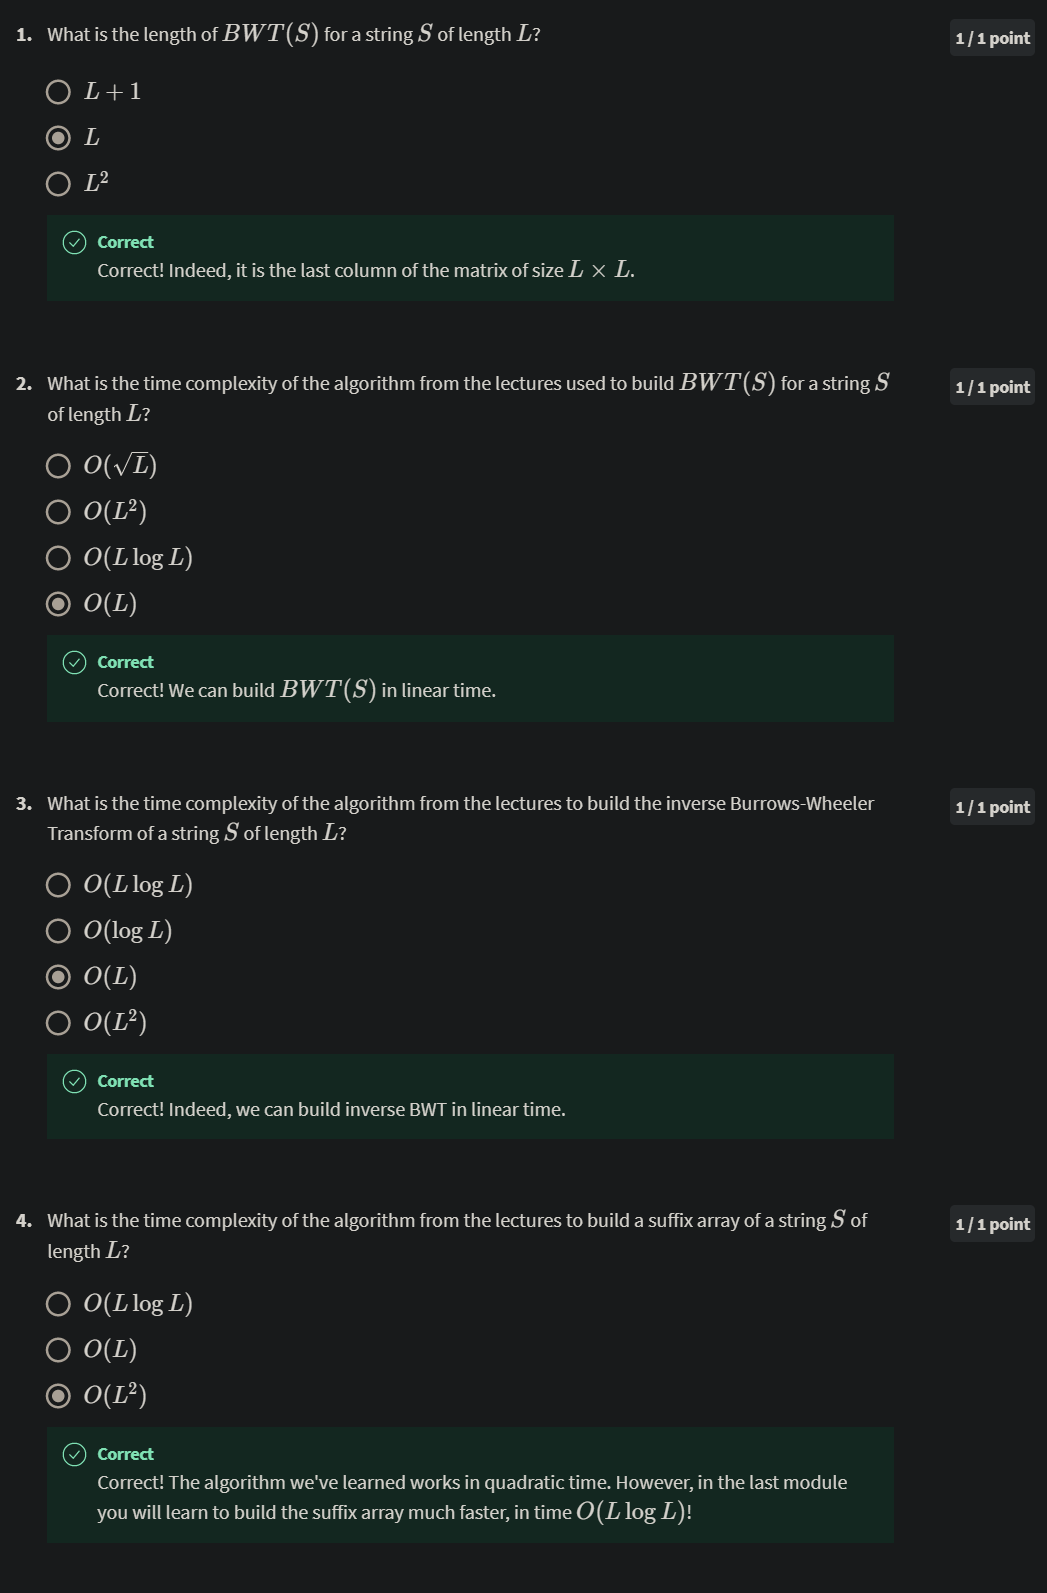 1. What is the length of BWT(S) for a string S of length L?
1 / 1 point
L + 1
L
L²
Correct
Correct! Indeed, it is the last column of the matrix of size L × L.
2. What is the time complexity of the algorithm from the lectures used to build BWT(S) for a string S
of length L?
1 / 1 point
O(√L)
O(L²)
O(L log L)
O(L)
Correct
Correct! We can build BWT(S) in linear time.
3. What is the time complexity of the algorithm from the lectures to build the inverse Burrows-Wheeler
Transform of a string S of length L?
1 / 1 point
O(L log L)
O(log L)
O(L)
O(L²)
Correct
Correct! Indeed, we can build inverse BWT in linear time.
4. What is the time complexity of the algorithm from the lectures to build a suffix array of a string S of
length L?
1 / 1 point
O(L log L)
O(L)
O(L²)
Correct
Correct! The algorithm we've learned works in quadratic time. However, in the last module
you will learn to build the suffix array much faster, in time O(L log L)!